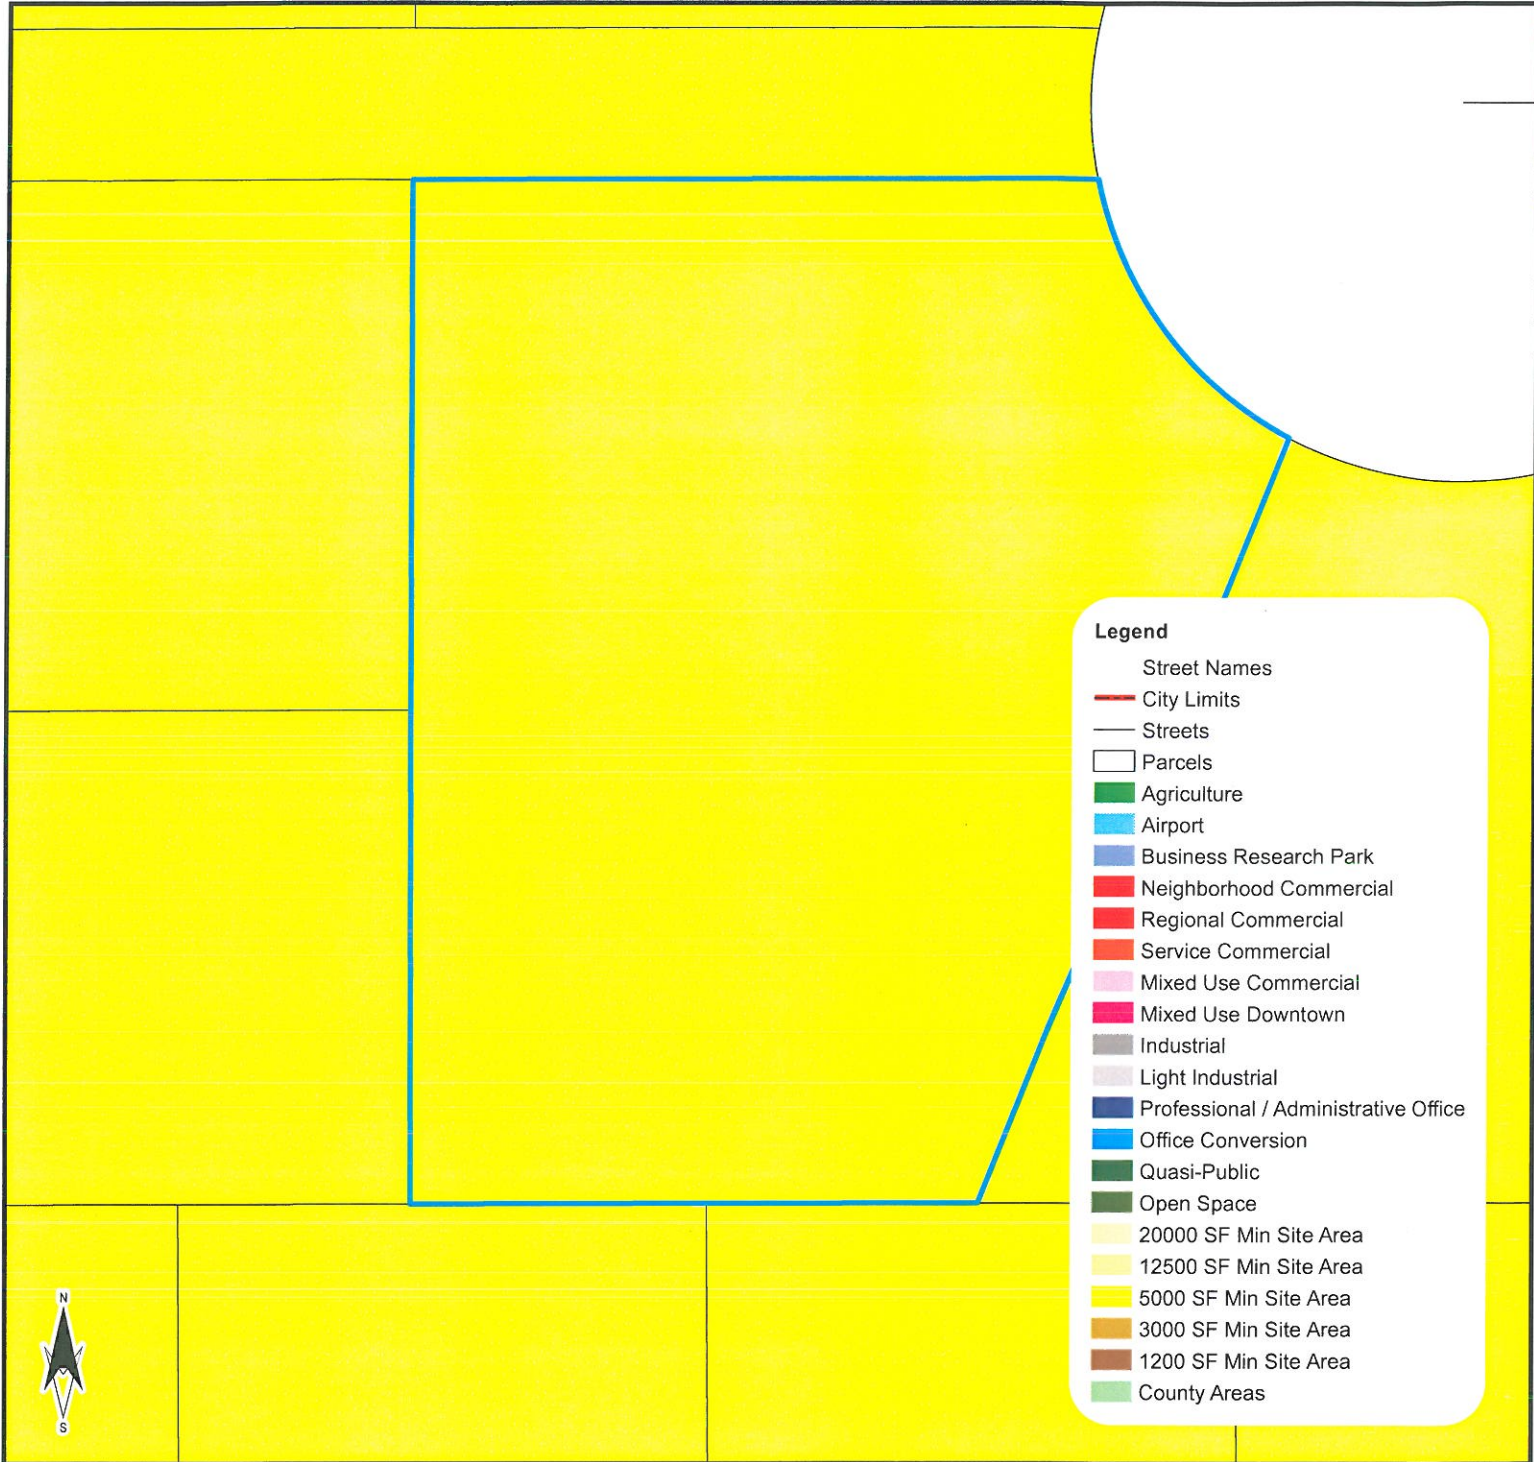 Legend
Street Names
City Limits
Streets
Parcels
Agriculture
Airport
Business Research Park
Neighborhood Commercial
Regional Commercial
Service Commercial
Mixed Use Commercial
Mixed Use Downtown
Industrial
Light Industrial
Professional / Administrative Office
Office Conversion
Quasi-Public
Open Space
20000 SF Min Site Area
12500 SF Min Site Area
5000 SF Min Site Area
3000 SF Min Site Area
1200 SF Min Site Area
County Areas
N
S